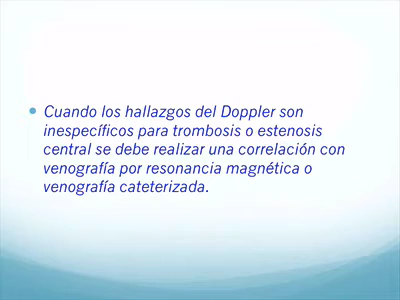 Cuando los hallazgos del Doppler son
inespecíficos para trombosis o estenosis
central se debe realizar una correlación con
venografía por resonancia magnética o
venografía cateterizada.